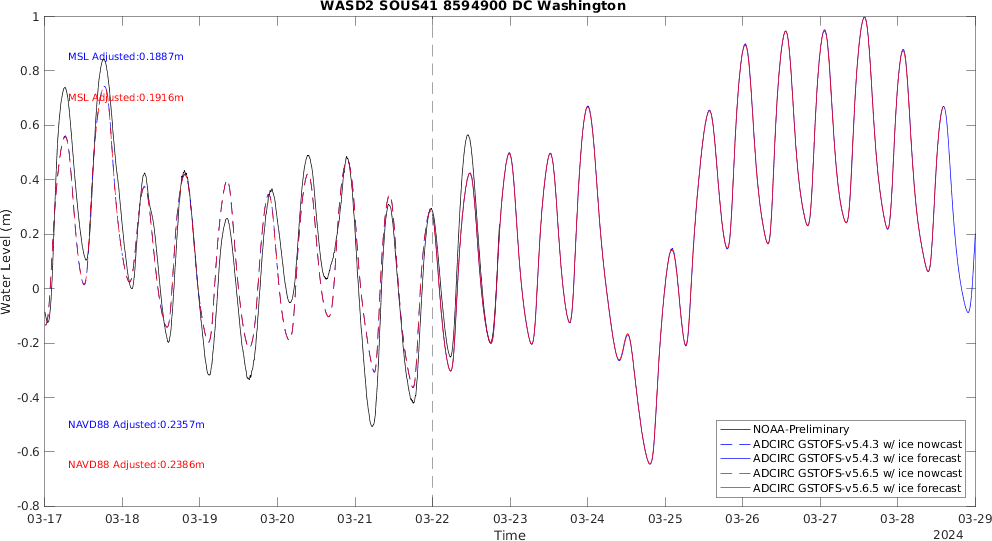 WASD2 SOUS41 8594900 DC Washington
MSL Adjusted:0.1887m
MSL Adjusted:0.1916m
NAVD88 Adjusted:0.2357m
NAVD88 Adjusted:0.2386m
Water Level (m)
1
0.8
0.6
0.4
0.2
0
-0.2
-0.4
-0.6
-0.8
NOAA-Preliminary
ADCIRC GSTOFS-v5.4.3 w/ ice nowcast
ADCIRC GSTOFS-v5.4.3 w/ ice forecast
ADCIRC GSTOFS-v5.6.5 w/ ice nowcast
ADCIRC GSTOFS-v5.6.5 w/ ice forecast
03-17 03-18 03-19 03-20 03-21 03-22 03-23 03-24 03-25 03-26 03-27 03-28 03-29
Time
2024